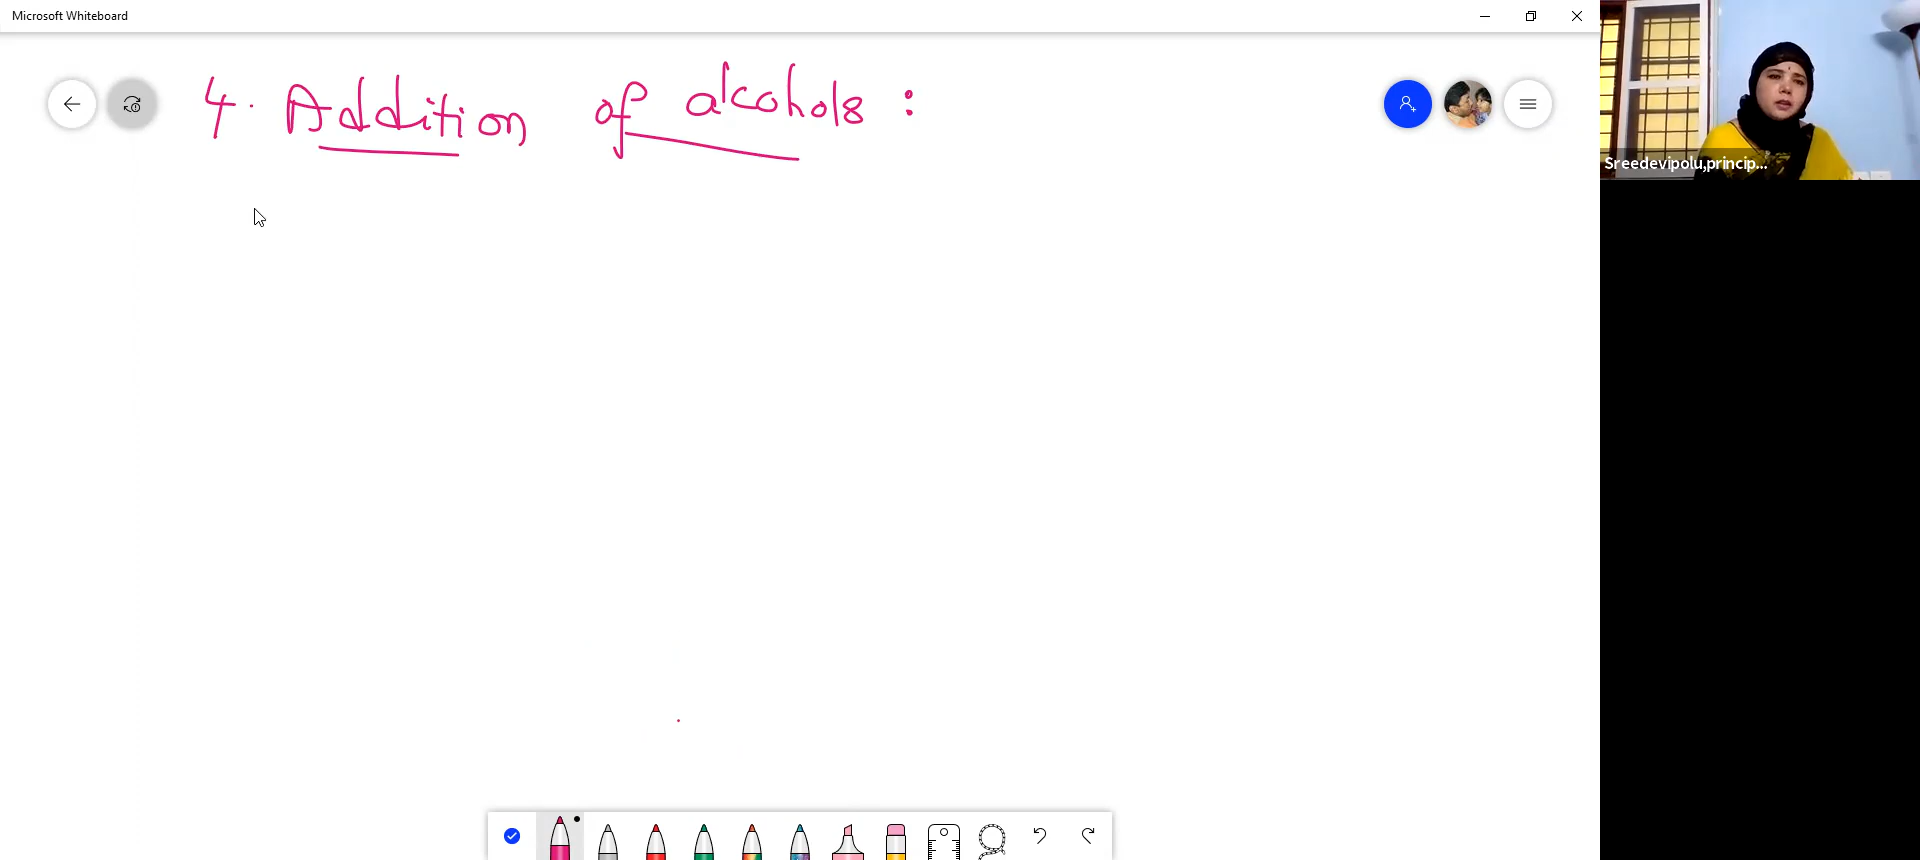 Microsoft Whiteboard
4. Addition of alcohols :
Sreedevipolu,princip...